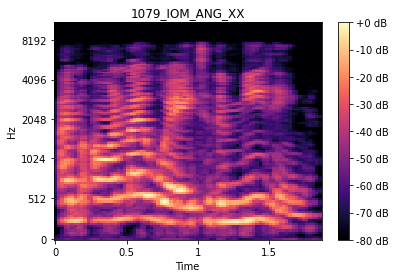 1079_IOM_ANG_XX
+0 dB
8192
-10 dB
4096
-20 dB
-30 dB
2048
Hz
-40 dB
1024
-50 dB
512
-60 dB
-70 dB
0
-80 dB
0
0.5
1
1.5
Time